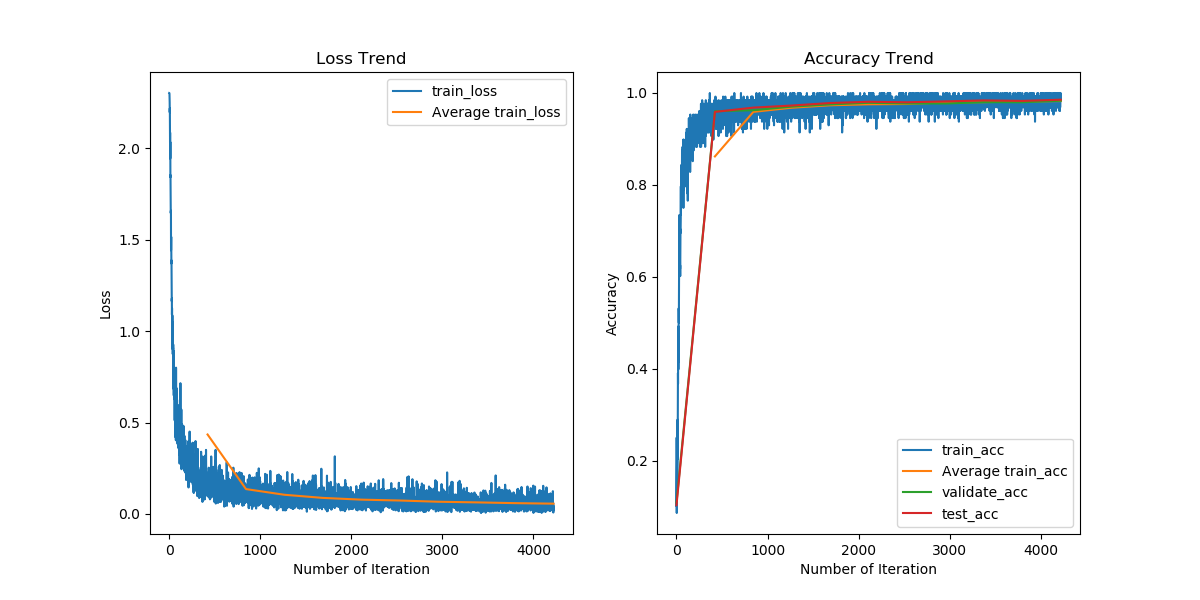 Loss Trend
train_loss
Average train_loss
Loss
2.0
1.5
1.0
0.5
0.0
0 1000 2000 3000 4000
Number of Iteration
Accuracy Trend
Accuracy
1.0
0.8
0.6
0.4
0.2
train_acc
Average train_acc
validate_acc
test_acc
0 1000 2000 3000 4000
Number of Iteration